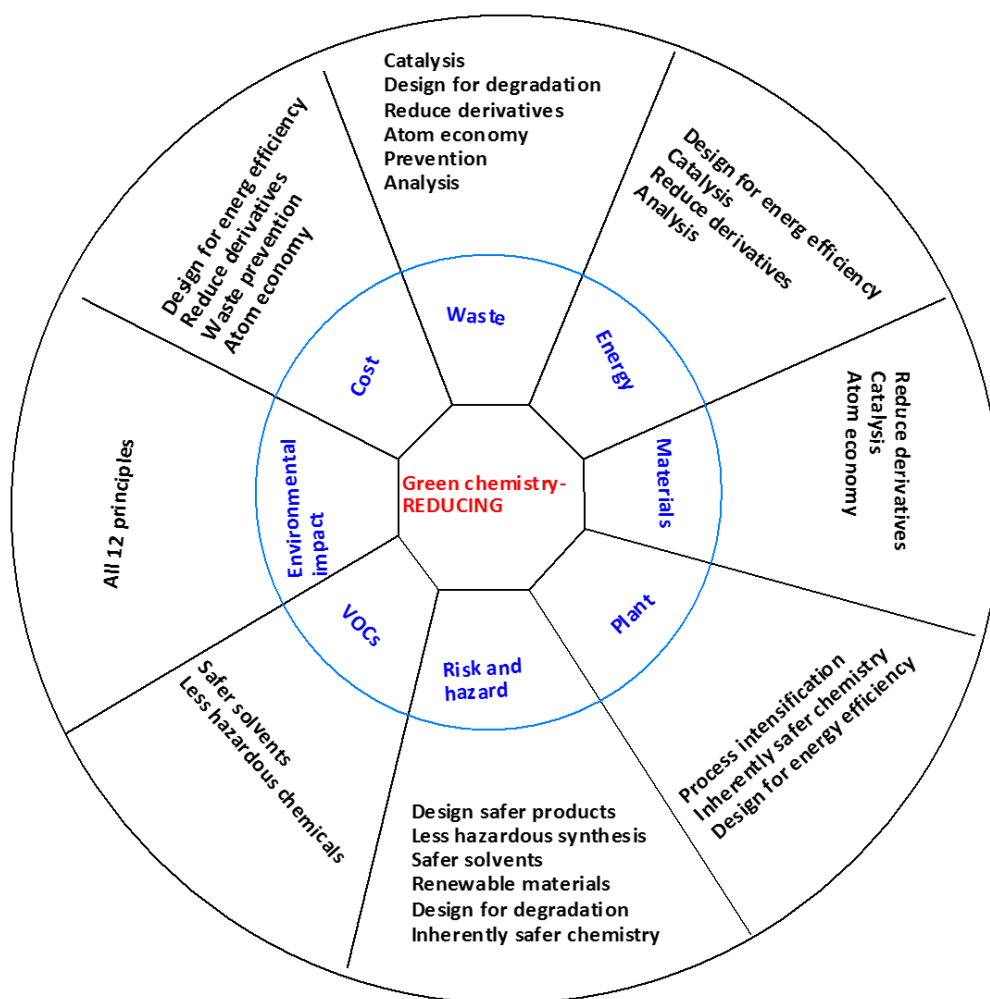 Catalysis
Design for degradation
Reduce derivatives
Atom economy
Prevention
Analysis
Design for energ efficiency
Catalysis
Reduce derivatives
Analysis
Reduce derivatives
Catalysis
Atom economy
Process intensification
Inherently safer chemistry
Design for energy efficiency
Design safer products
Less hazardous synthesis
Safer solvents
Renewable materials
Design for degradation
Inherently safer chemistry
Safer solvents
Less hazardous chemicals
All 12 principles
Design for energ efficiency
Reduce derivatives
Waste prevention
Atom economy
Waste
Energy
Materials
Plant
Risk and
hazard
VOCs
Environmental
impact
Cost
Green chemistry-
REDUCING